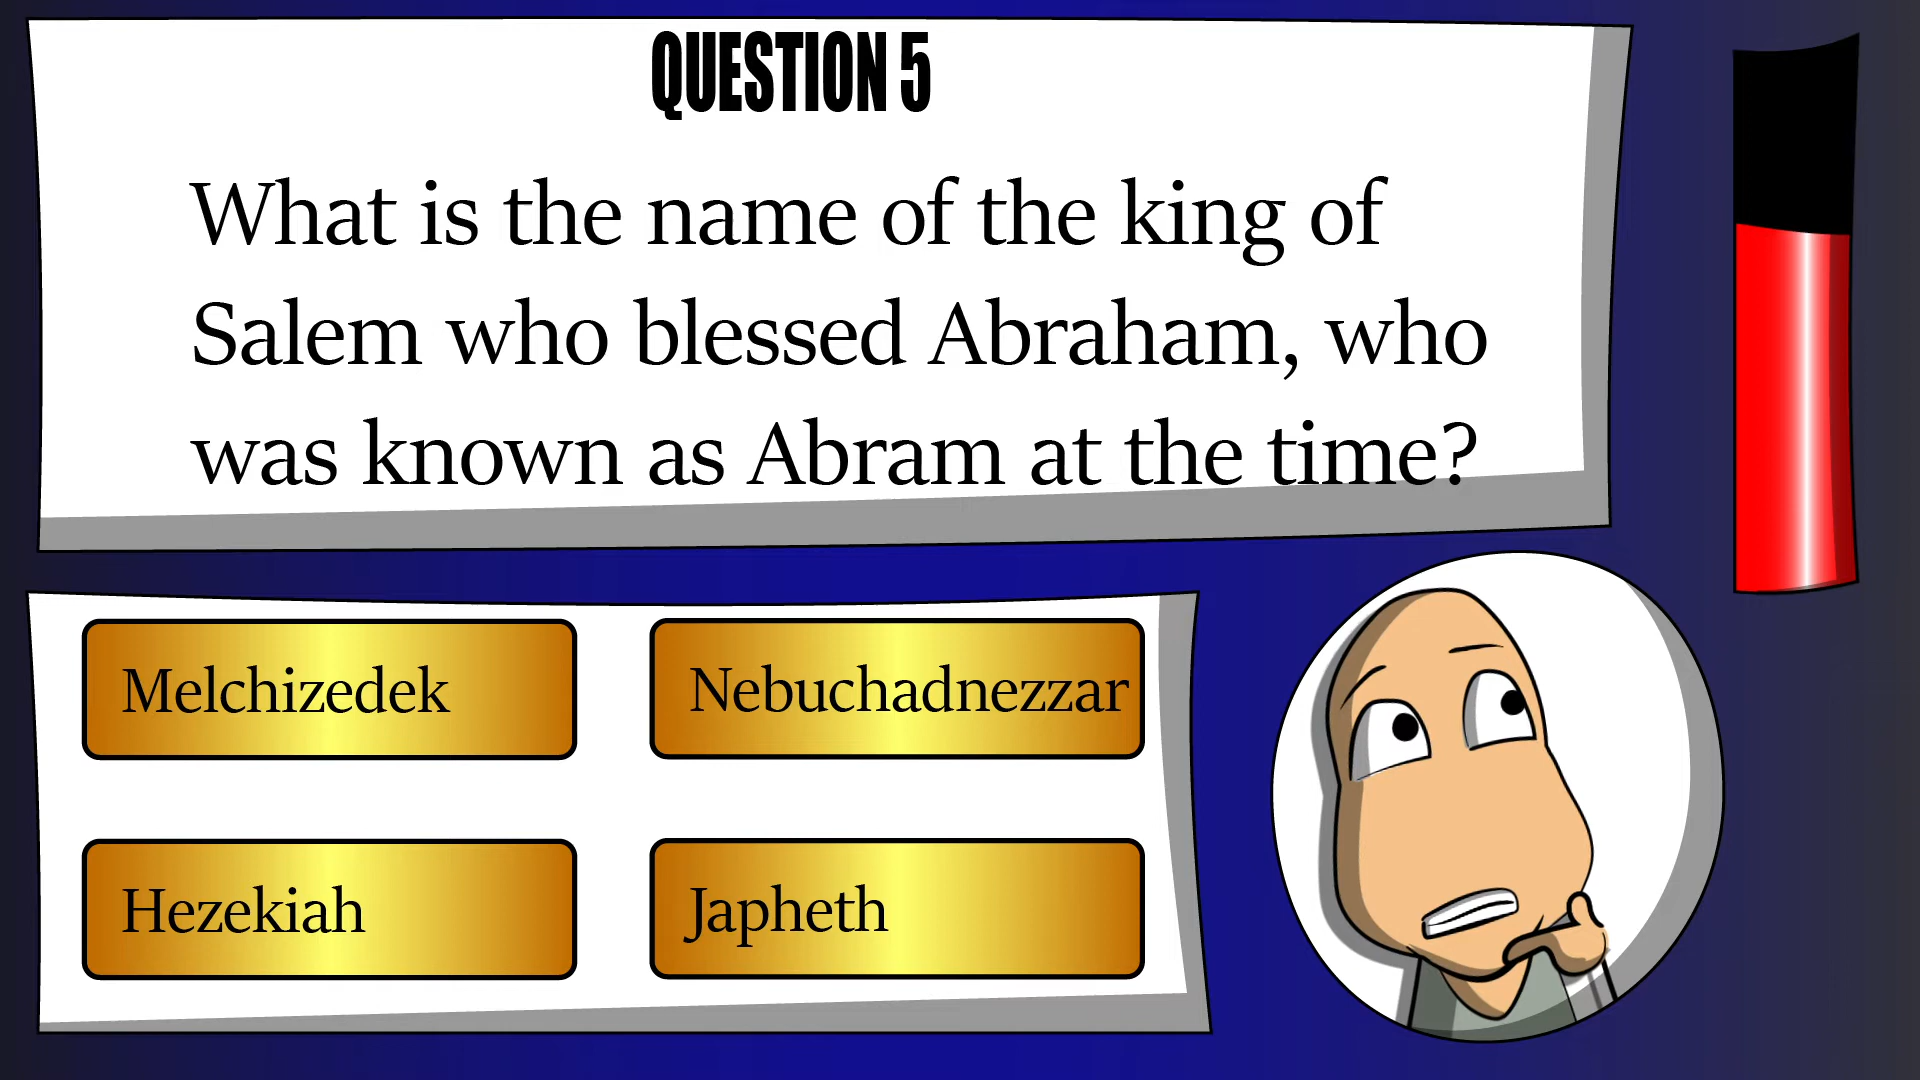 QUESTION 5
What is the name of the king of
Salem who blessed Abraham, who
was known as Abram at the time?
Melchizedek
Nebuchadnezzar
Hezekiah
Japheth